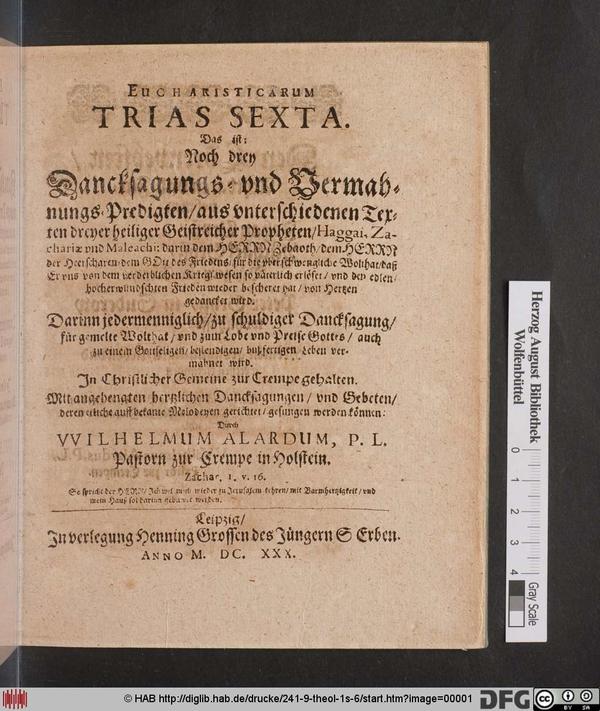 EUCHARISTICARUM
TRIAS SEXTA.
Das ist:
Noch drey
Dancksagungs- vnd Vermah-
nungs-Predigten/ aus vnterschiedenen Tex-
ten dreyer heiliger Geistreicher Propheten/ Haggai, Za-
chariæ vnd Maleachi: darin dem HERRN Zebaoth/ dem HERRN
der Heerscharen/ dem GOtt des Friedens/ für die vberschwengliche Wolthat/ daß
Er vns von dem verderblichen Kriegswesen so väterlich erlöset/ vnd den edlen/
hocherwündschten Frieden wieder bescheret hat/ von Hertzen
gedancket wird.
Darinn jedermenniglich/ zu schuldiger Dancksagung/
für gemelte Wolthat/ vnd zum Lobe vnd Preise Gottes/ auch
zu einem Gottseligen/ bestendigen/ bußfertigen Leben ver-
mahnet wird.
In Christlicher Gemeine zur Crempe gehalten.
Mit angehengten hertzlichen Dancksagungen/ vnd Gebeten/
deren etliche auff bekante Melodeyen gerichtet/ gesungen werden können:
Durch
VVILHELMUM ALARDUM, P. L.
Pastorn zur Crempe in Holstein.
Zachar. 1. v. 16.
So spricht der HERR/ Ich wil mich wieder zu Jerusalem kehren/ mit Barmhertzigkeit/ vnd
mein Hauß sol darinn gebawet werden.
Leipzig/
In verlegung Henning Grossen des Jüngern S Erben.
ANNO M. DC. XXX.
Herzog August Bibliothek
Wolfenbüttel
0
1
2
3
4
Gray Scale
© HAB http://diglib.hab.de/drucke/241-9-theol-1s-6/start.htm?image=00001
DFG
cc
BY SA